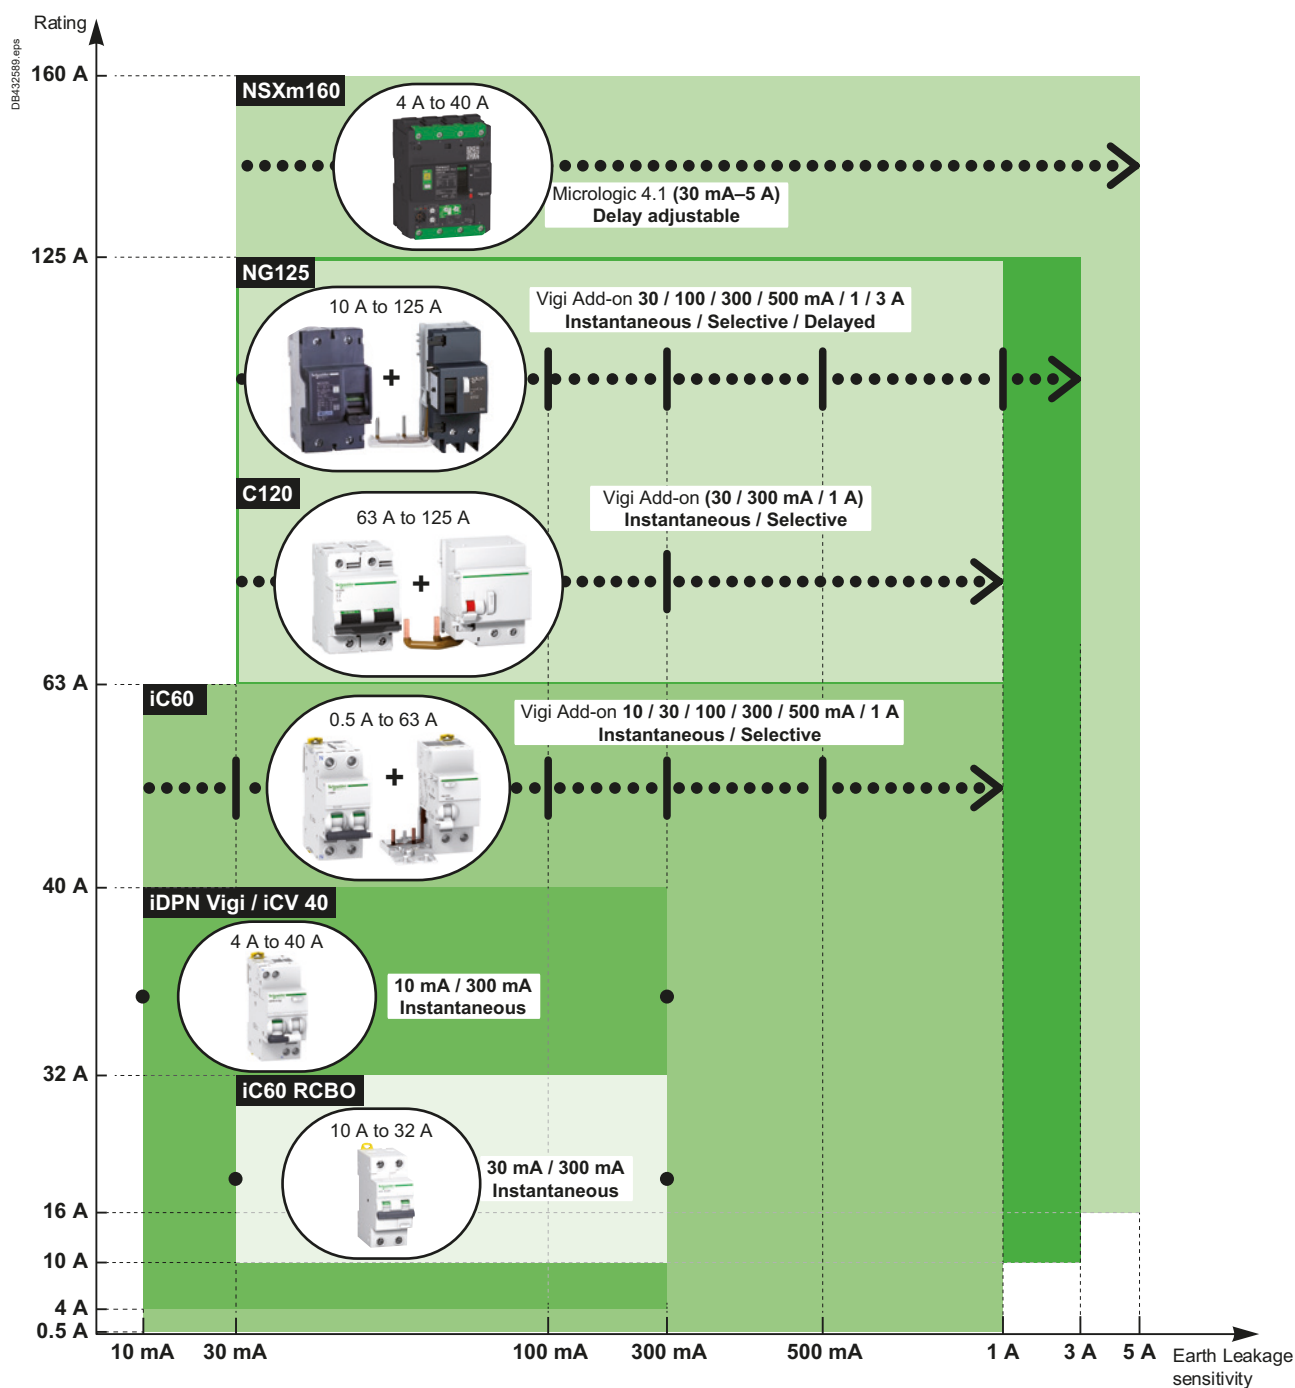 Rating
DB432589.eps
160 A
NSXm160
4 A to 40 A
Micrologic 4.1 (30 mA–5 A)
Delay adjustable
125 A
NG125
10 A to 125 A
Vigi Add-on 30 / 100 / 300 / 500 mA / 1 / 3 A
Instantaneous / Selective / Delayed
+
C120
63 A to 125 A
Vigi Add-on (30 / 300 mA / 1 A)
Instantaneous / Selective
+
63 A
iC60
0.5 A to 63 A
Vigi Add-on 10 / 30 / 100 / 300 / 500 mA / 1 A
Instantaneous / Selective
+
40 A
iDPN Vigi / iCV 40
4 A to 40 A
10 mA / 300 mA
Instantaneous
32 A
iC60 RCBO
10 A to 32 A
30 mA / 300 mA
Instantaneous
16 A
10 A
4 A
0.5 A
10 mA 30 mA 100 mA 300 mA 500 mA 1 A 3 A 5 A
Earth Leakage
sensitivity